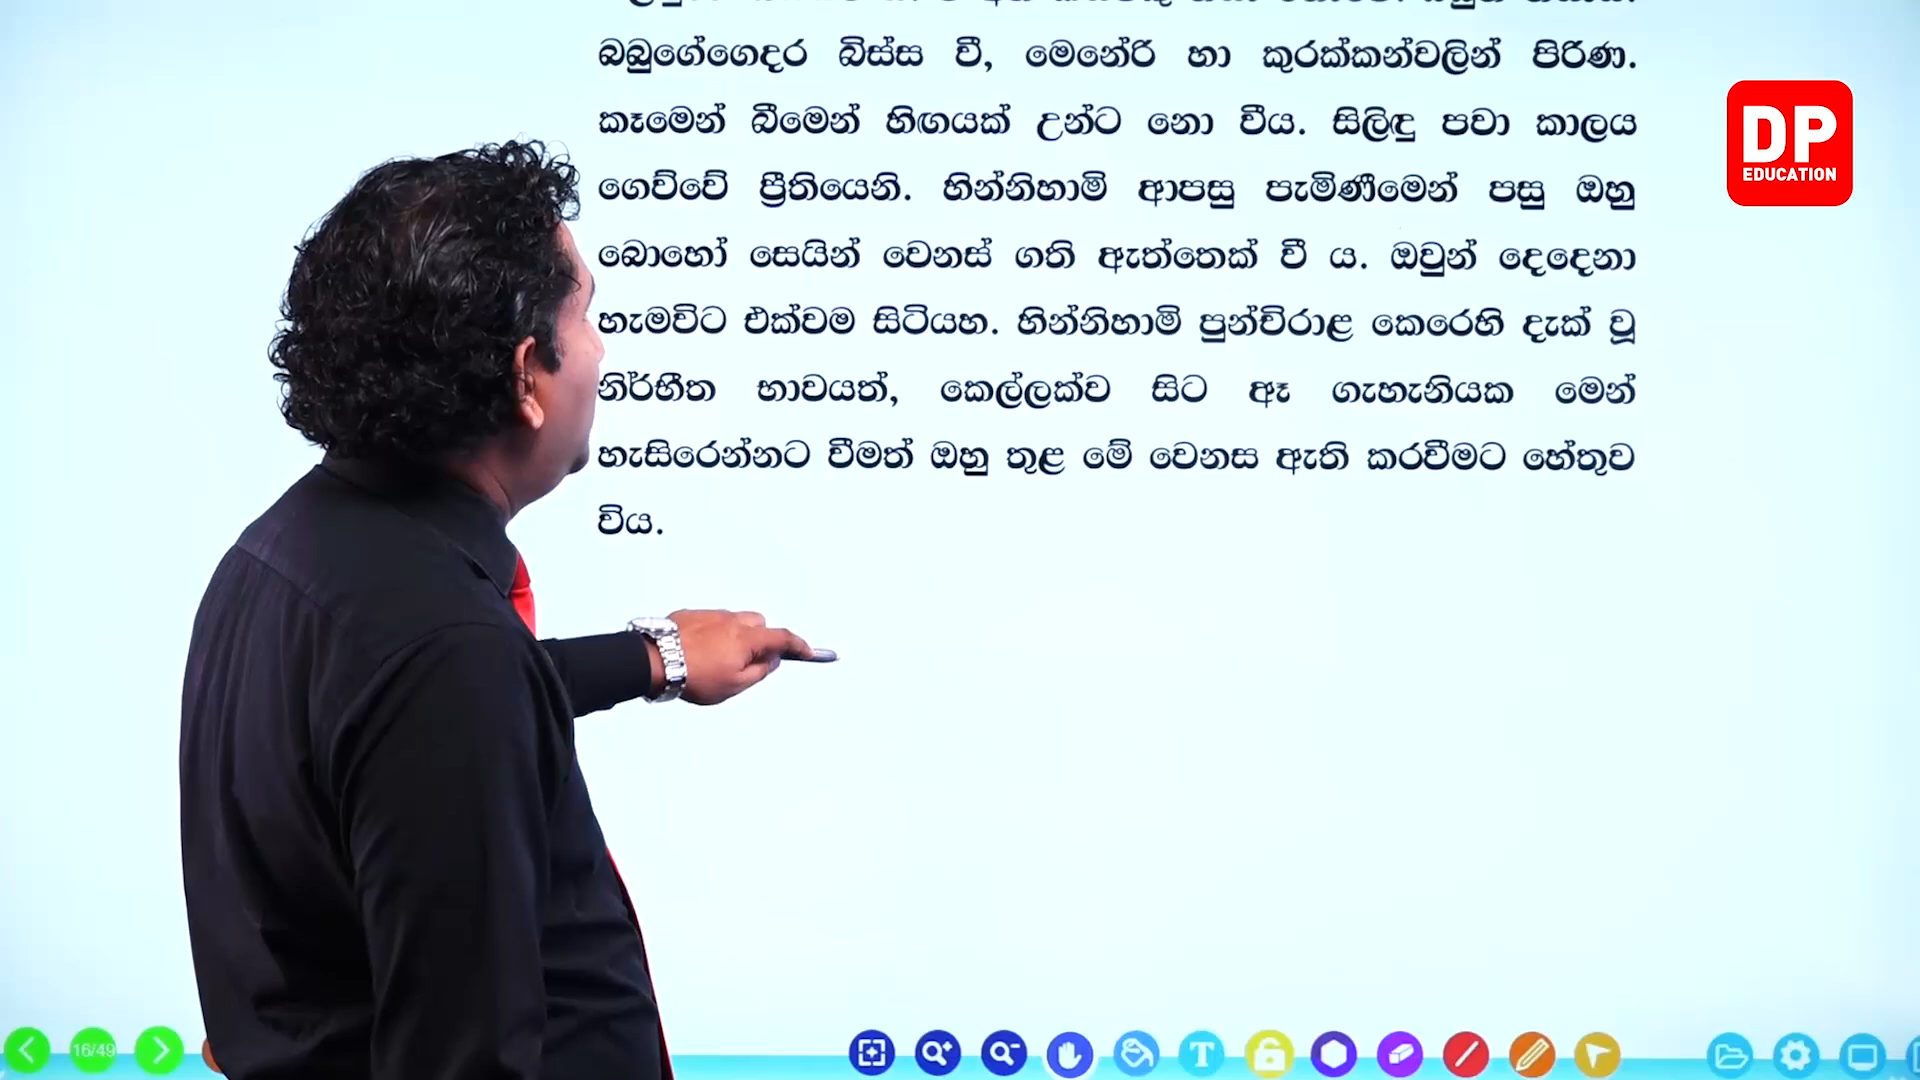 බබුගේගෙදර බිස්ස වී, මෙනේරි හා කුරක්කන්වලින් පිරිණ.
කෑමෙන් බීමෙන් හිඟයක් උන්ට නො වීය. සිලිඳු පවා කාලය
ගෙව්වේ ප්‍රීතියෙනි. හින්නිහාමි ආපසු පැමිණීමෙන් පසු ඔහු
බොහෝ සෙයින් වෙනස් ගති ඇත්තෙක් වී ය. ඔවුන් දෙදෙනා
හැමවිට එක්වම සිටියහ. හින්නිහාමි පුන්චිරාළ කෙරෙහි දැක් වූ
නිර්භීත භාවයත්, කෙල්ලක්ව සිට ඈ ගැහැනියක මෙන්
හැසිරෙන්නට වීමත් ඔහු තුළ මේ වෙනස ඇති කරවීමට හේතුව
විය.
DP
EDUCATION
16/49
T